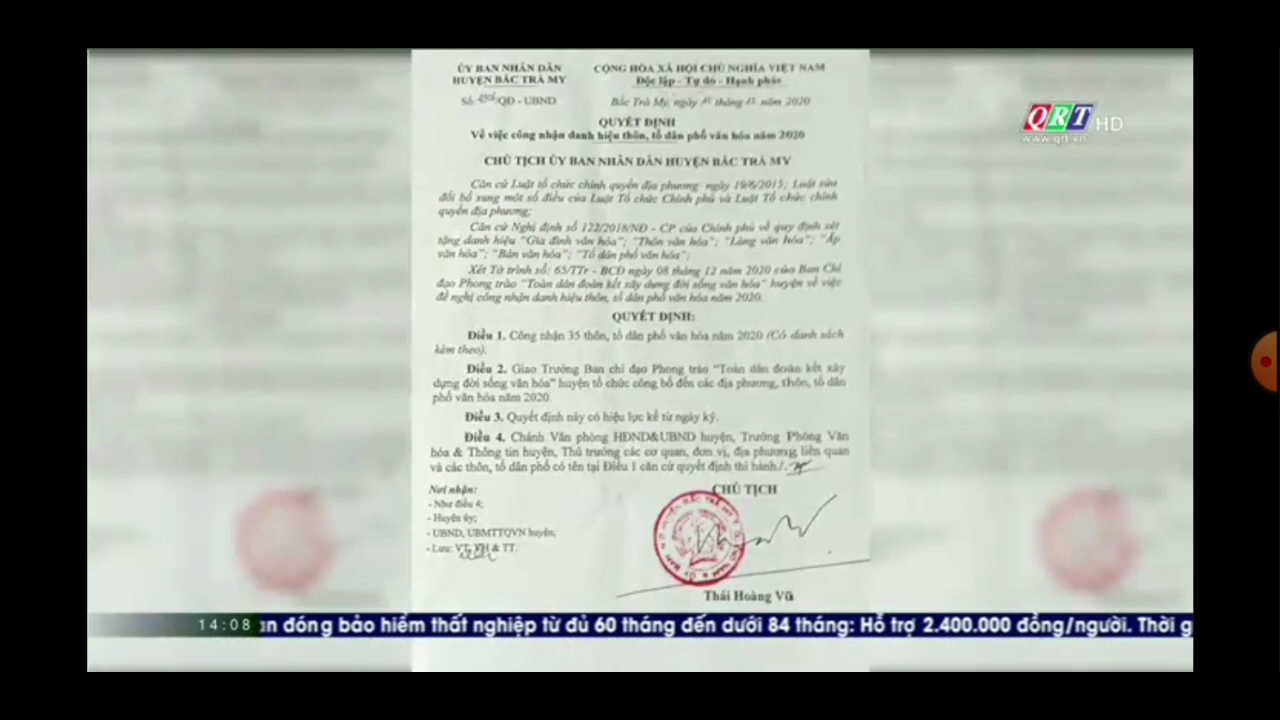 ỦY BAN NHÂN DÂN
HUYỆN BẮC TRÀ MY
CỘNG HÒA XÃ HỘI CHỦ NGHĨA VIỆT NAM
Độc lập - Tự do - Hạnh phúc
Số: /QĐ - UBND
Bắc Trà My, ngày tháng năm 2020
QUYẾT ĐỊNH
Về việc công nhận danh hiệu thôn, tổ dân phố văn hóa năm 2020
CHỦ TỊCH ỦY BAN NHÂN DÂN HUYỆN BẮC TRÀ MY
Căn cứ Luật tổ chức chính quyền địa phương ngày 19/6/2015; Luật sửa
đổi bổ sung một số điều của Luật Tổ chức Chính phủ và Luật Tổ chức chính
quyền địa phương;
Căn cứ Nghị định số 122/2018/NĐ - CP của Chính phủ về quy định xét
tặng danh hiệu "Gia đình văn hóa"; "Thôn văn hóa"; "Làng văn hóa"; "Ấp
văn hóa"; "Bản văn hóa"; "Tổ dân phố văn hóa";
Xét Tờ trình số: 65/TTr - BCĐ ngày 08 tháng 12 năm 2020 của Ban Chỉ
đạo Phong trào "Toàn dân đoàn kết xây dựng đời sống văn hóa" huyện về việc
đề nghị công nhận danh hiệu thôn, tổ dân phố văn hóa năm 2020.
QUYẾT ĐỊNH:
Điều 1. Công nhận 35 thôn, tổ dân phố văn hóa năm 2020 (Có danh sách
kèm theo).
Điều 2. Giao Trưởng Ban chỉ đạo Phong trào "Toàn dân đoàn kết xây
dựng đời sống văn hóa" huyện tổ chức công bố đến các địa phương, thôn, tổ dân
phố văn hóa năm 2020.
Điều 3. Quyết định này có hiệu lực kể từ ngày ký.
Điều 4. Chánh Văn phòng HĐND&UBND huyện, Trưởng Phòng Văn
hóa & Thông tin huyện, Thủ trưởng các cơ quan, đơn vị, địa phương liên quan
và các thôn, tổ dân phố có tên tại Điều 1 căn cứ quyết định thi hành./.
Nơi nhận:
- Như điều 4;
- Huyện ủy;
- UBND, UBMTTQVN huyện;
- Lưu: VT, VH & TT.
CHỦ TỊCH
Thái Hoàng Vũ
QRT HD
www.qrt.vn
14:08 an đóng bảo hiểm thất nghiệp từ đủ 60 tháng đến dưới 84 tháng: Hỗ trợ 2.400.000 đồng/người. Thời g